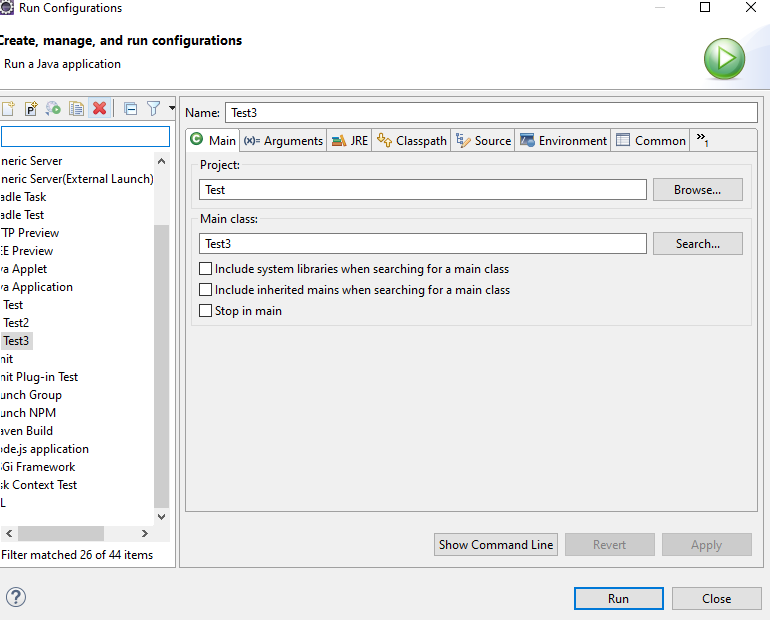 Run Configurations
Create, manage, and run configurations
Run a Java application
Name: Test3
Main (x)= Arguments JRE Classpath Source Environment Common »1
Project:
Test Browse...
Main class:
Test3 Search...
Include system libraries when searching for a main class
Include inherited mains when searching for a main class
Stop in main
neric Server
neric Server(External Launch)
adle Task
adle Test
TP Preview
EE Preview
va Applet
va Application
Test
Test2
Test3
nit
nit Plug-in Test
unch Group
unch NPM
aven Build
ode.js application
Gi Framework
sk Context Test
L
Filter matched 26 of 44 items
Show Command Line Revert Apply
? Run Close